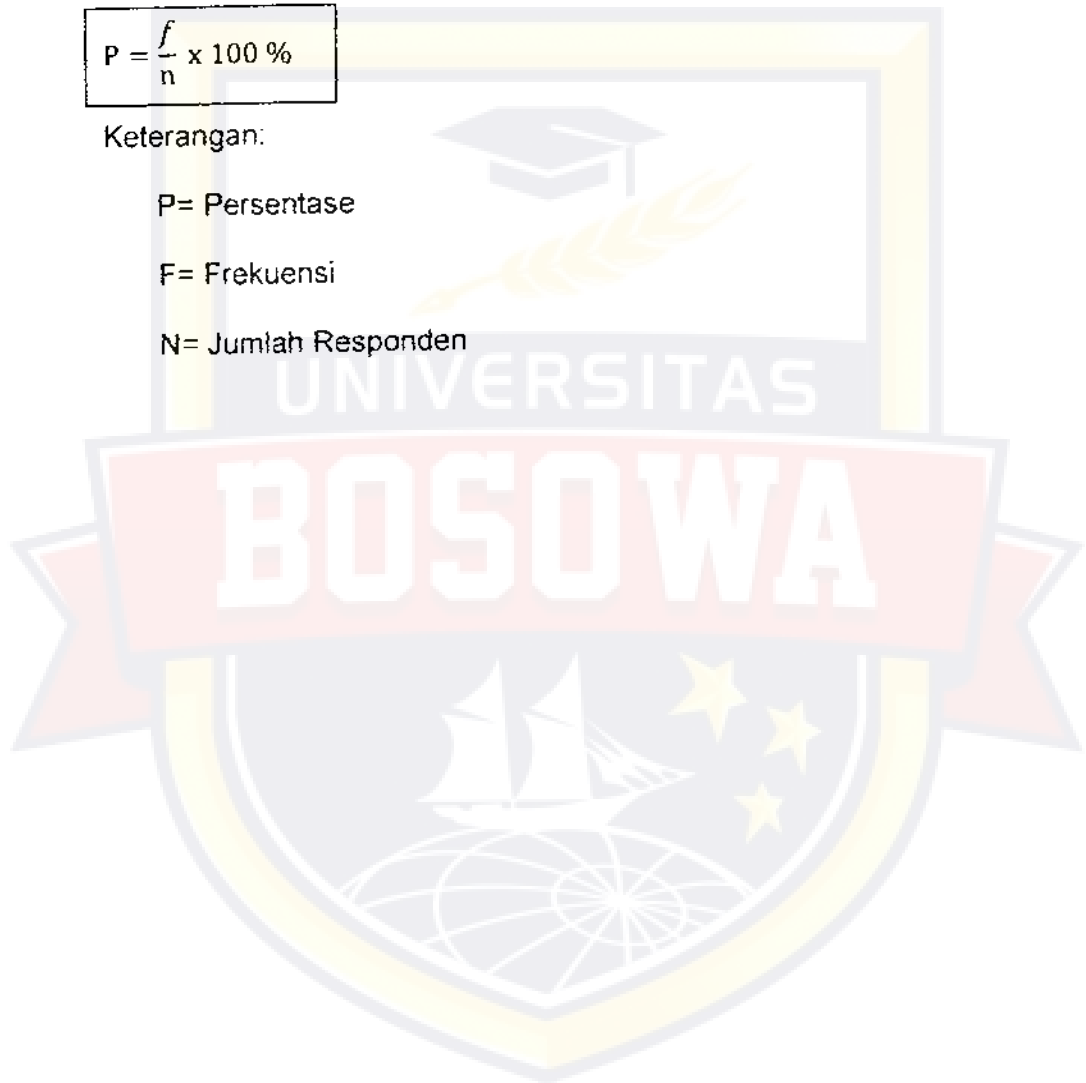 P = f/n x 100 %
Keterangan:
P= Persentase
F= Frekuensi
N= Jumlah Responden
UNIVERSITAS
BOSOWA